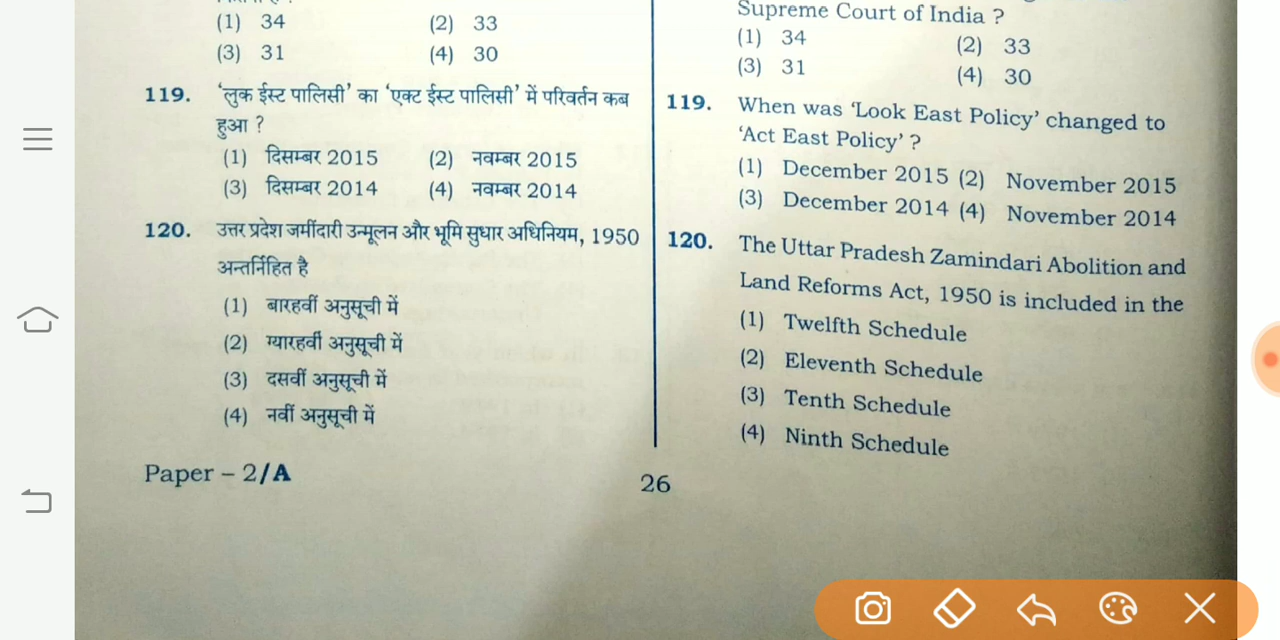 (1) 34 (2) 33
(3) 31 (4) 30
119. 'लुक ईस्ट पालिसी' का 'एक्ट ईस्ट पालिसी' में परिवर्तन कब
हुआ ?
(1) दिसम्बर 2015 (2) नवम्बर 2015
(3) दिसम्बर 2014 (4) नवम्बर 2014
120. उत्तर प्रदेश जमींदारी उन्मूलन और भूमि सुधार अधिनियम, 1950
अन्तर्निहित है
(1) बारहवीं अनुसूची में
(2) ग्यारहवीं अनुसूची में
(3) दसवीं अनुसूची में
(4) नवीं अनुसूची में
Supreme Court of India ?
(1) 34 (2) 33
(3) 31 (4) 30
119. When was 'Look East Policy' changed to
'Act East Policy' ?
(1) December 2015 (2) November 2015
(3) December 2014 (4) November 2014
120. The Uttar Pradesh Zamindari Abolition and
Land Reforms Act, 1950 is included in the
(1) Twelfth Schedule
(2) Eleventh Schedule
(3) Tenth Schedule
(4) Ninth Schedule
Paper – 2/A
26